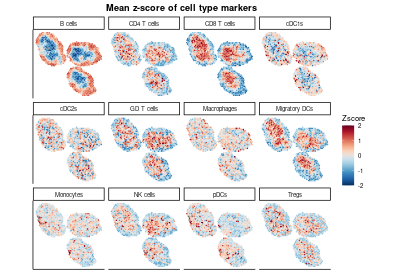 Mean z-score of cell type markers
B cells
CD4 T cells
CD8 T cells
cDC1s
cDC2s
GD T cells
Macrophages
Migratory DCs
Monocytes
NK cells
pDCs
Tregs
Zscore
2
1
0
-1
-2